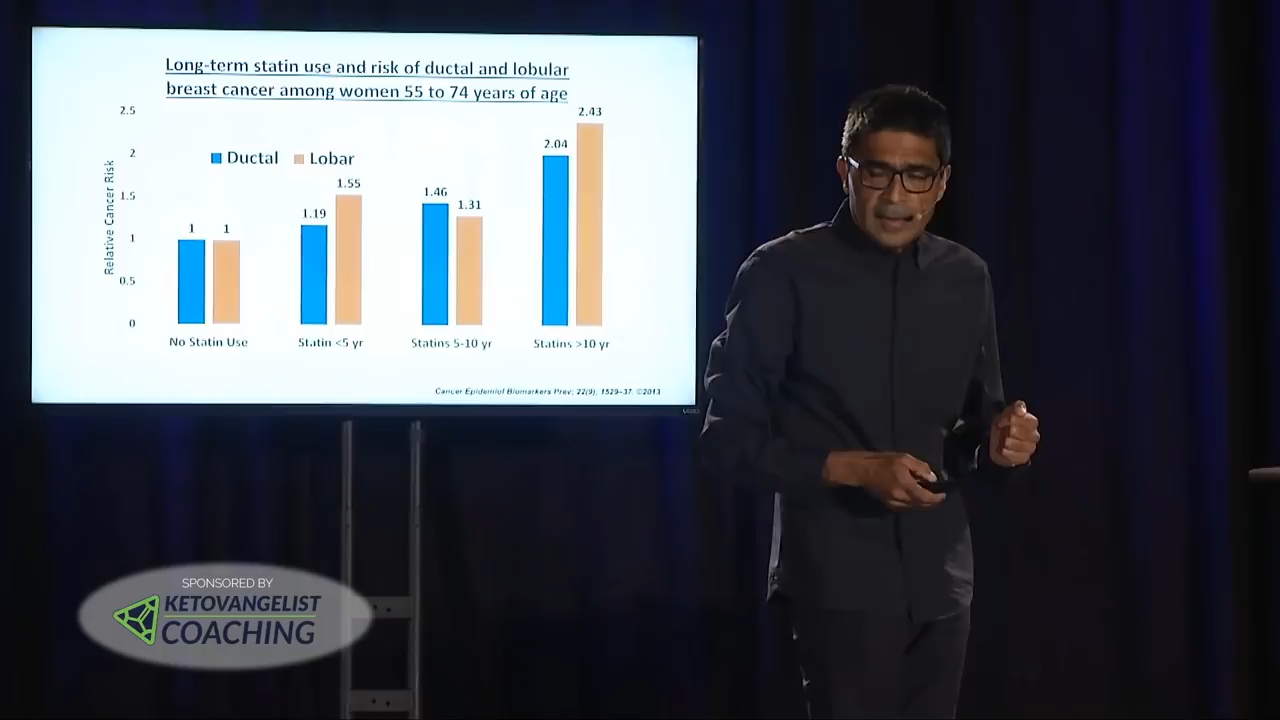 Long-term statin use and risk of ductal and lobular
breast cancer among women 55 to 74 years of age
2.5
2
1.5
1
0.5
0
Relative Cancer Risk
Ductal Lobar
1 1
1.19 1.55
1.46 1.31
2.04 2.43
No Statin Use Statin <5 yr Statins 5-10 yr Statins >10 yr
Cancer Epidemiol Biomarkers Prev; 22(9), 1529–37. ©2013
SPONSORED BY
KETOVANGELIST
COACHING